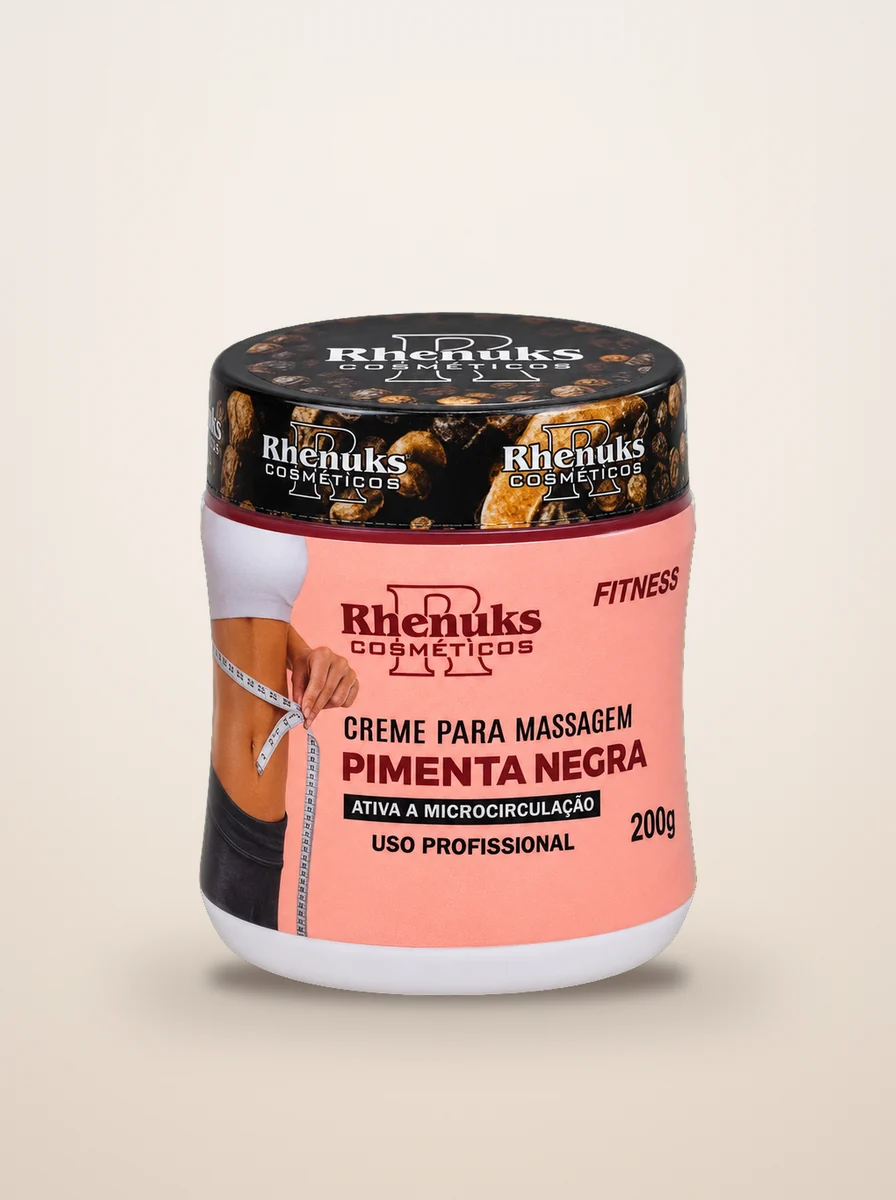 Rhenuks
COSMÉTICOS
Rhenuks
COSMÉTICOS
Rhenuks
COSMÉTICOS
FITNESS
Rhenuks
COSMÉTICOS
CREME PARA MASSAGEM
PIMENTA NEGRA
ATIVA A MICROCIRCULAÇÃO
USO PROFISSIONAL
200g